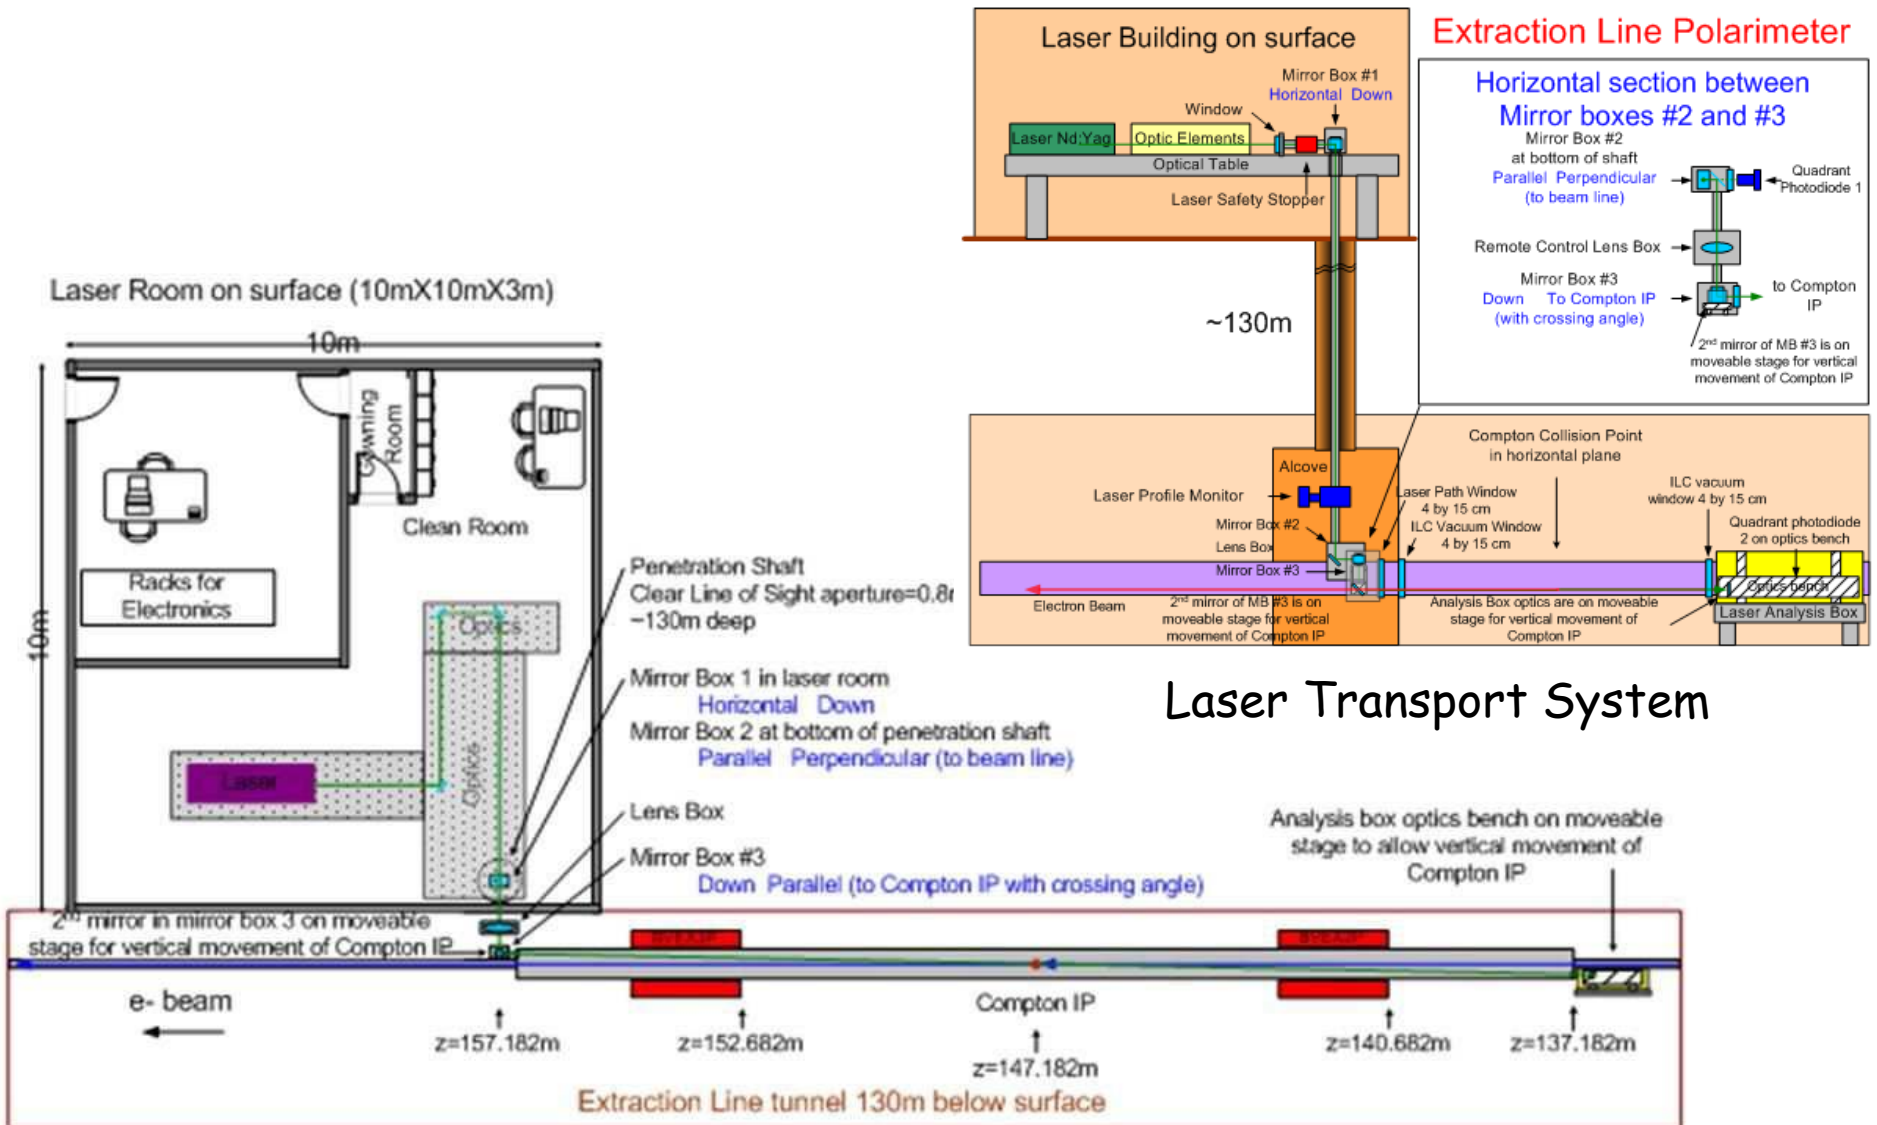 Laser Building on surface
Mirror Box #1
Horizontal Down
Window
Laser Nd:Yag
Optic Elements
Optical Table
Laser Safety Stopper
~130m
Extraction Line Polarimeter
Horizontal section between
Mirror boxes #2 and #3
Mirror Box #2
at bottom of shaft
Parallel Perpendicular
(to beam line)
Quadrant
Photodiode 1
Remote Control Lens Box
Mirror Box #3
Down To Compton IP
(with crossing angle)
to Compton
IP
2nd mirror of MB #3 is on
moveable stage for vertical
movement of Compton IP
Alcove
Laser Profile Monitor
Mirror Box #2
Lens Box
Mirror Box #3
Laser Path Window
4 by 15 cm
ILC Vacuum Window
4 by 15 cm
Compton Collision Point
in horizontal plane
ILC vacuum
window 4 by 15 cm
Quadrant photodiode
2 on optics bench
Optics bench
Laser Analysis Box
Electron Beam
2nd mirror of MB #3 is on
moveable stage for vertical
movement of Compton IP
Analysis Box optics are on moveable
stage for vertical movement of
Compton IP
Laser Transport System
Laser Room on surface (10mX10mX3m)
10m
10m
Gowning
Room
Clean Room
Racks for
Electronics
Optics
Optics
Laser
Penetration Shaft
Clear Line of Sight aperture=0.8
~130m deep
Mirror Box 1 in laser room
Horizontal Down
Mirror Box 2 at bottom of penetration shaft
Parallel Perpendicular (to beam line)
Lens Box
Mirror Box #3
Down Parallel (to Compton IP with crossing angle)
Analysis box optics bench on moveable
stage to allow vertical movement of
Compton IP
2nd mirror in mirror box 3 on moveable
stage for vertical movement of Compton IP
e- beam
Compton IP
z=157.182m
z=152.682m
z=147.182m
z=140.682m
z=137.182m
Extraction Line tunnel 130m below surface